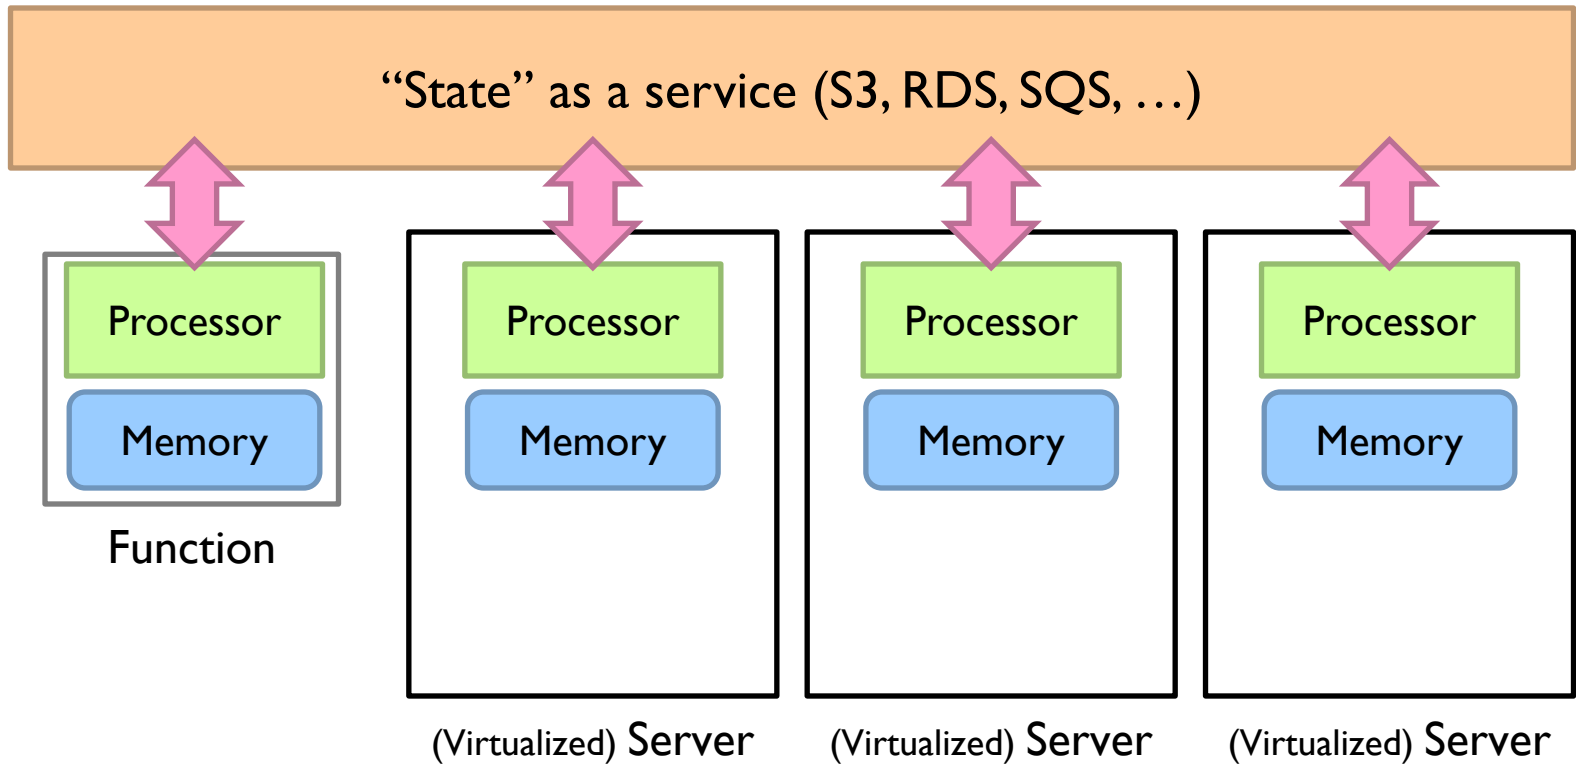 “State” as a service (S3, RDS, SQS, …)
Processor
Memory
Function
Processor
Memory
(Virtualized) Server
Processor
Memory
(Virtualized) Server
Processor
Memory
(Virtualized) Server